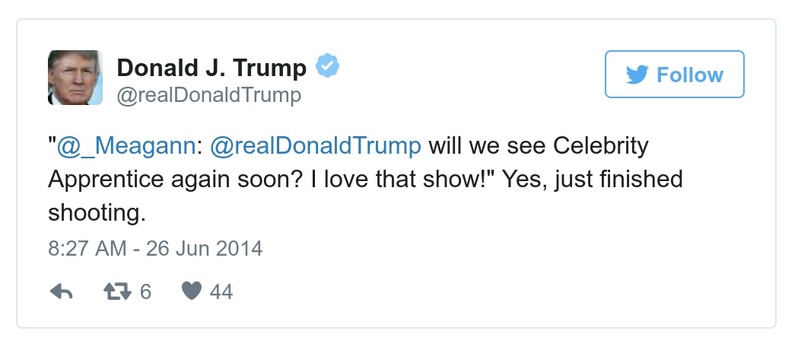 Donald J. Trump
@realDonaldTrump
Follow
"@_Meagann: @realDonaldTrump will we see Celebrity
Apprentice again soon? I love that show!" Yes, just finished
shooting.
8:27 AM - 26 Jun 2014
6 44